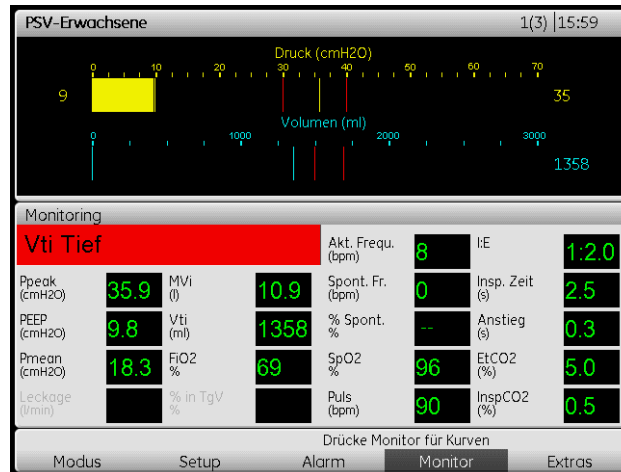 PSV-Erwachsene 1(3) 15:59
Druck (cmH2O)
0 10 20 30 40 50 60 70
9 35
Volumen (ml)
0 1000 2000 3000
1358
Monitoring
Vti Tief
Akt. Frequ. (bpm) 8 I:E 1:2.0
Ppeak (cmH2O) 35.9 MVi (l) 10.9 Spont. Fr. (bpm) 0 Insp. Zeit (s) 2.5
PEEP (cmH2O) 9.8 Vti (ml) 1358 % Spont. % -- Anstieg (s) 0.3
Pmean (cmH2O) 18.3 FiO2 % 69 SpO2 % 96 EtCO2 (%) 5.0
Leckage (l/min) % in TgV % Puls (bpm) 90 InspCO2 (%) 0.5
Drücke Monitor für Kurven
Modus Setup Alarm Monitor Extras